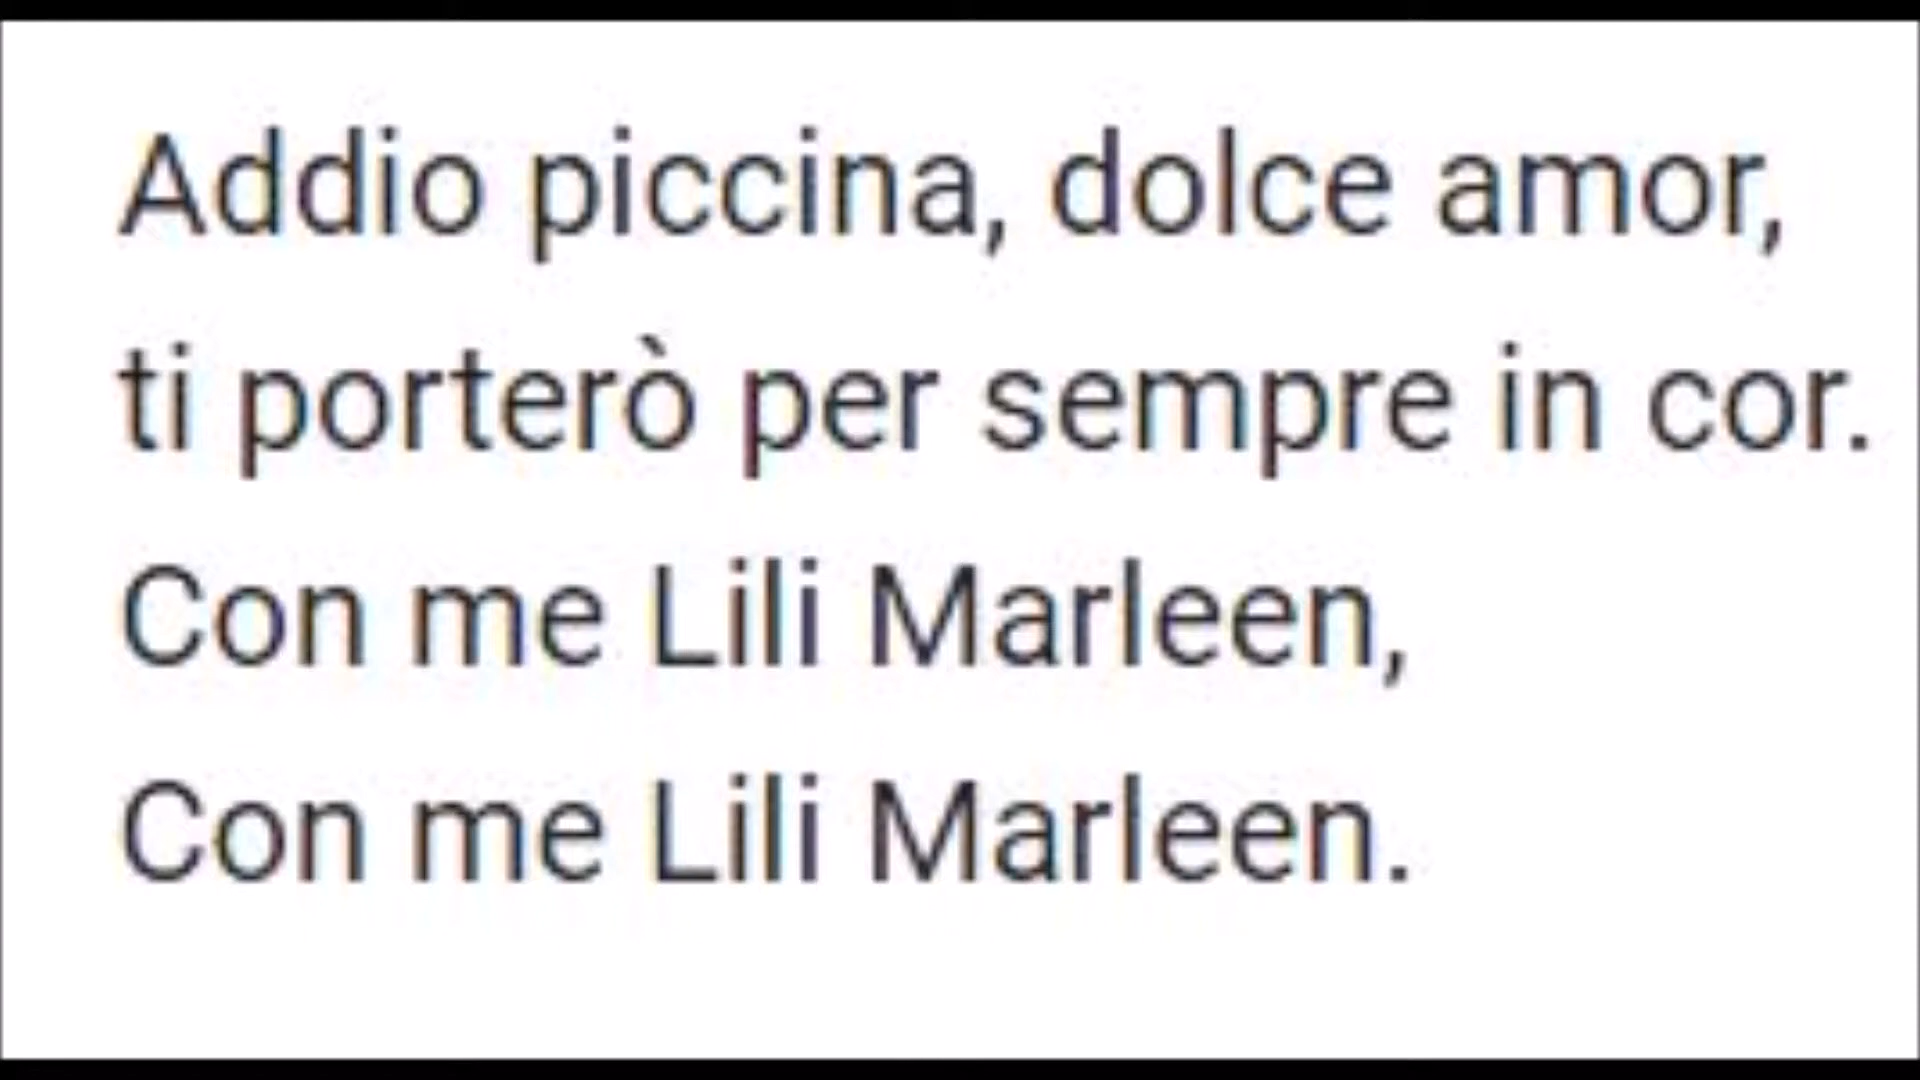 Addio piccina, dolce amor,
ti porterò per sempre in cor.
Con me Lili Marleen,
Con me Lili Marleen.